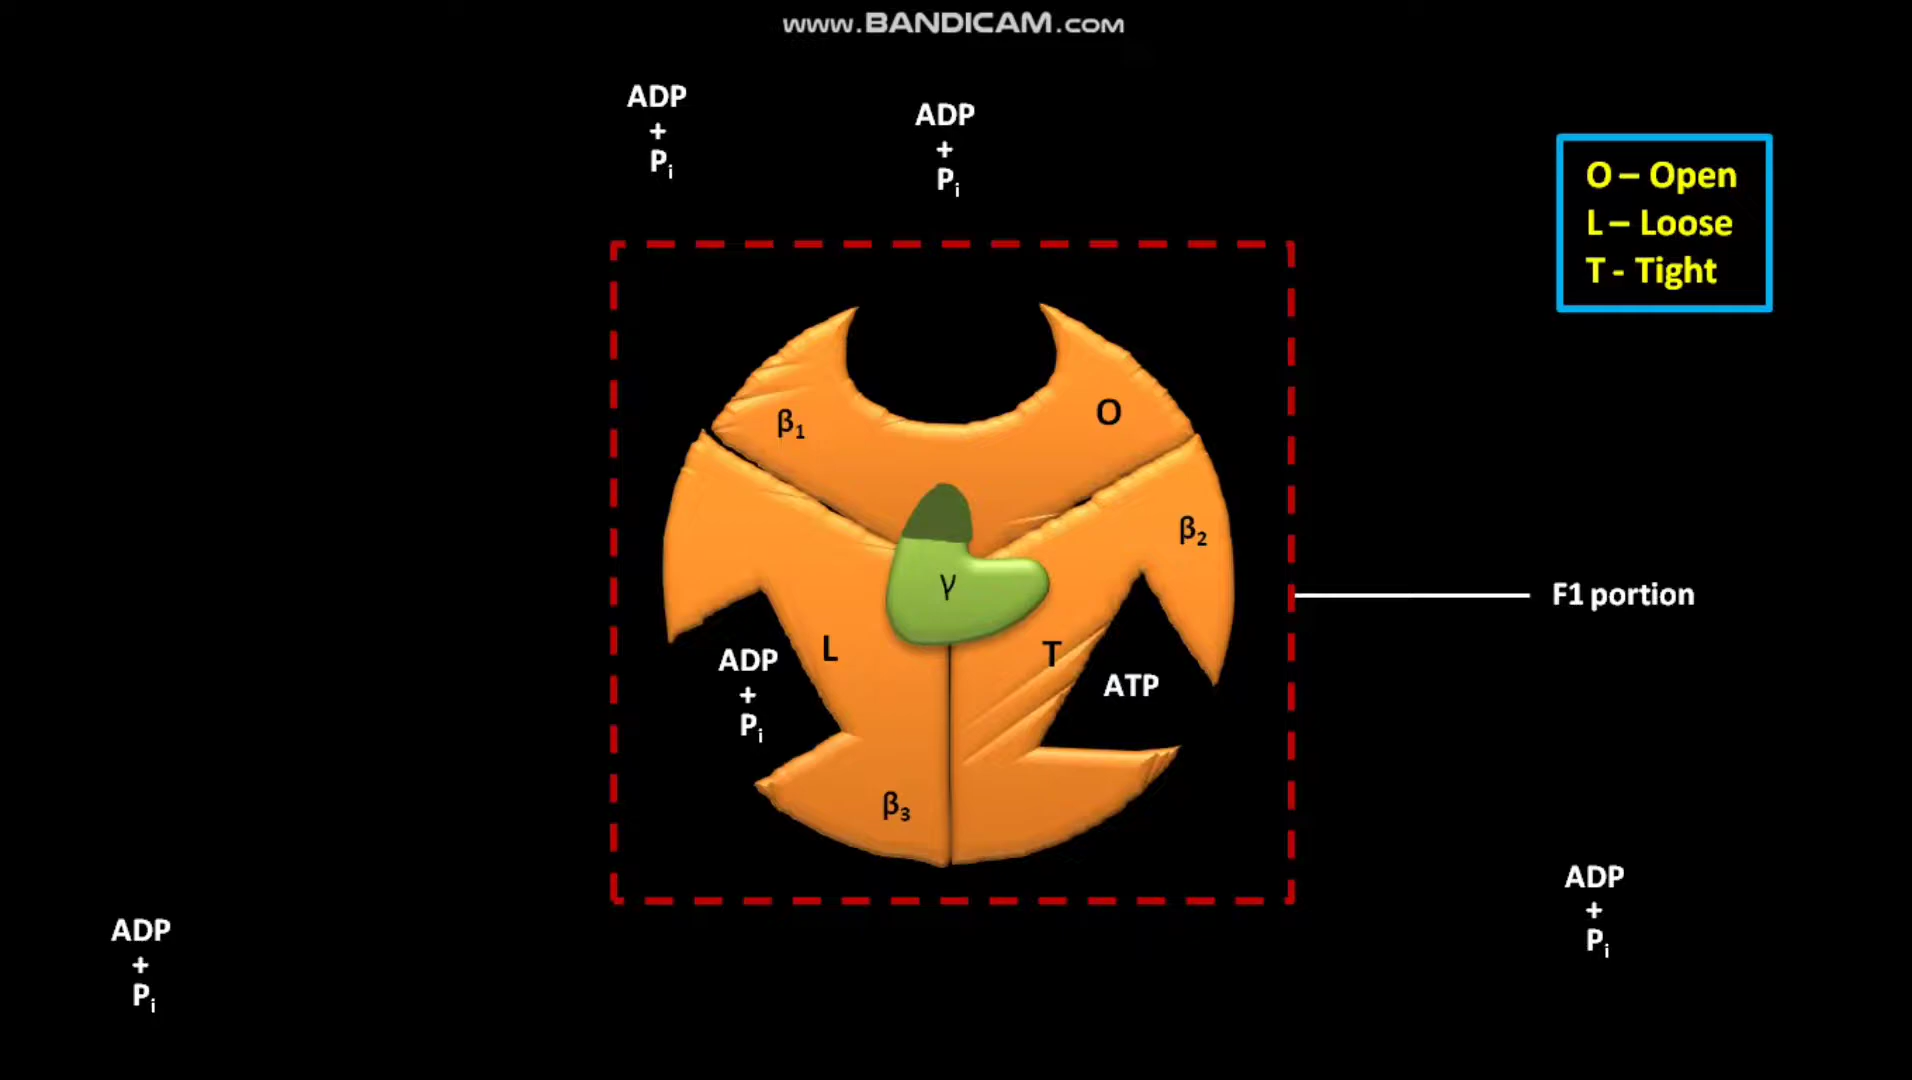 www.BANDICAM.com
ADP
+
Pi
ADP
+
Pi
O – Open
L – Loose
T - Tight
β1
O
β2
γ
F1 portion
L
T
ADP
+
Pi
ATP
β3
ADP
+
Pi
ADP
+
Pi